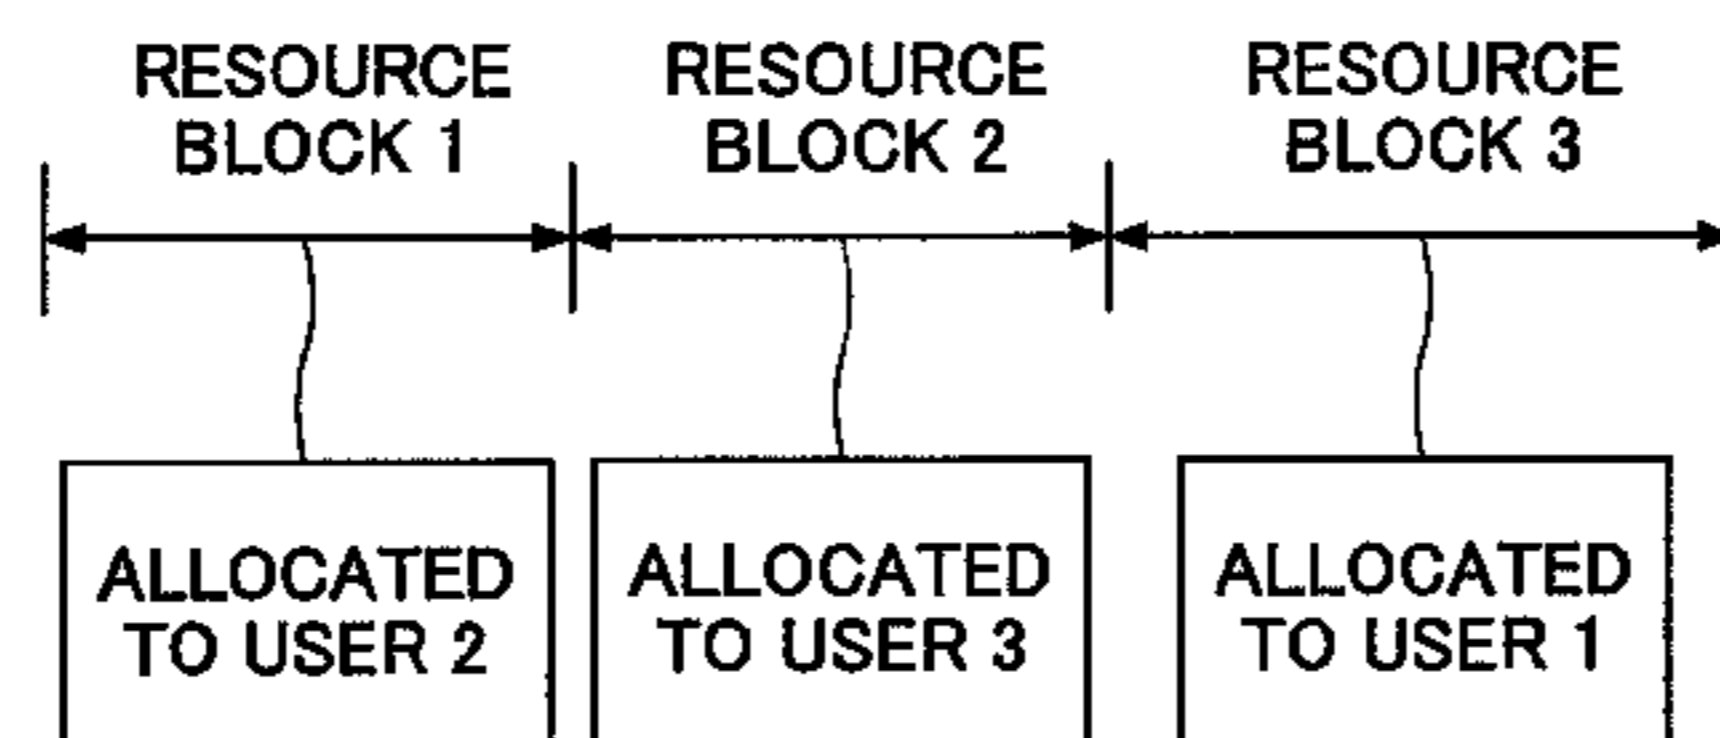 RESOURCE
BLOCK 1
RESOURCE
BLOCK 2
RESOURCE
BLOCK 3
ALLOCATED
TO USER 2
ALLOCATED
TO USER 3
ALLOCATED
TO USER 1